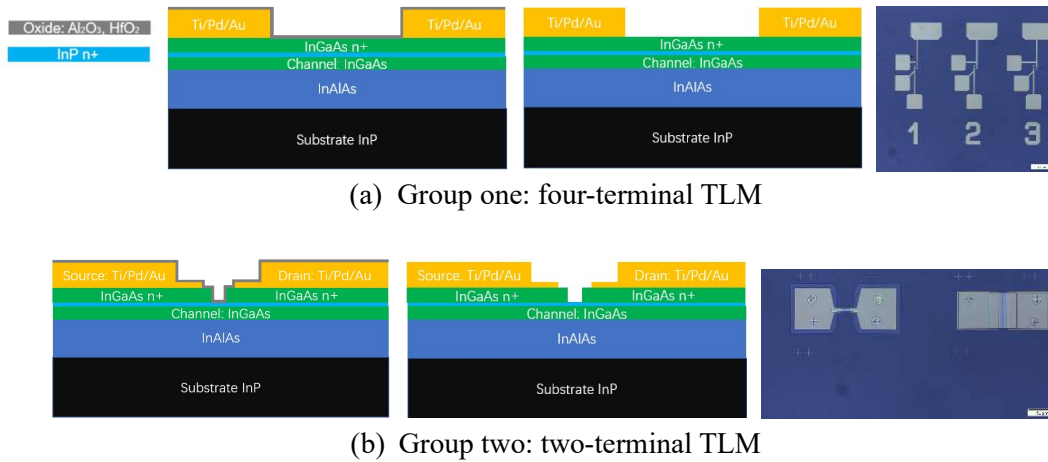 Oxide: Al₂O₃, HfO₂
InP n+
Ti/Pd/Au Ti/Pd/Au
InGaAs n+
Channel: InGaAs
InAlAs
Substrate InP
Ti/Pd/Au Ti/Pd/Au
InGaAs n+
Channel: InGaAs
InAlAs
Substrate InP
1 2 3
(a) Group one: four-terminal TLM
Source: Ti/Pd/Au Drain: Ti/Pd/Au
InGaAs n+ InGaAs n+
Channel: InGaAs
InAlAs
Substrate InP
Source: Ti/Pd/Au Drain: Ti/Pd/Au
InGaAs n+ InGaAs n+
Channel: InGaAs
InAlAs
Substrate InP
(b) Group two: two-terminal TLM